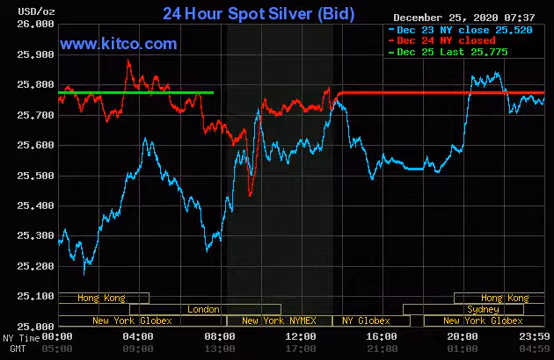 USD/oz
24 Hour Spot Silver (Bid)
December 25, 2020 07:37
www.kitco.com
Dec 23 NY close 25,520
Dec 24 NY closed
Dec 25 Last 25,775
26,000
25,900
25,800
25,700
25,600
25,500
25,400
25,300
25,200
25,100
25,000
Hong Kong
Hong Kong
London
Sydney
New York Globex
New York NYMEX
NY Globex
New York Globex
NY Time 00:00 04:00 08:00 12:00 16:00 20:00 23:59
GMT 05:00 09:00 13:00 17:00 21:00 01:00 04:59